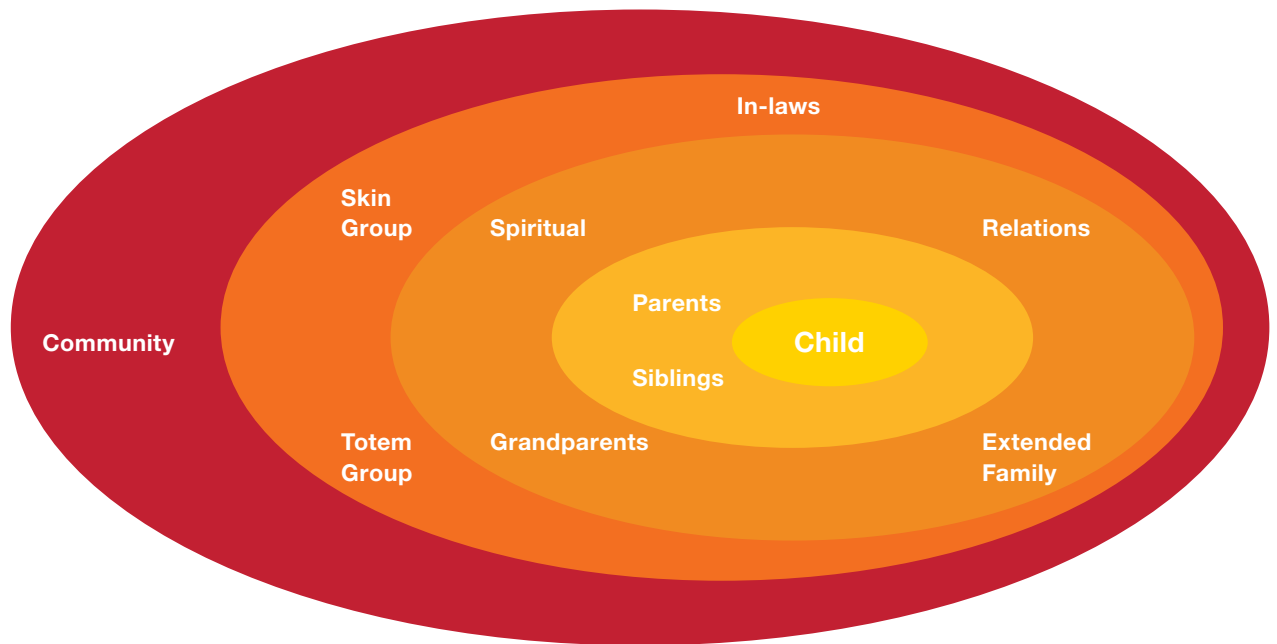 In-laws
Skin
Group
Spiritual
Relations
Parents
Child
Community
Siblings
Totem
Group
Grandparents
Extended
Family